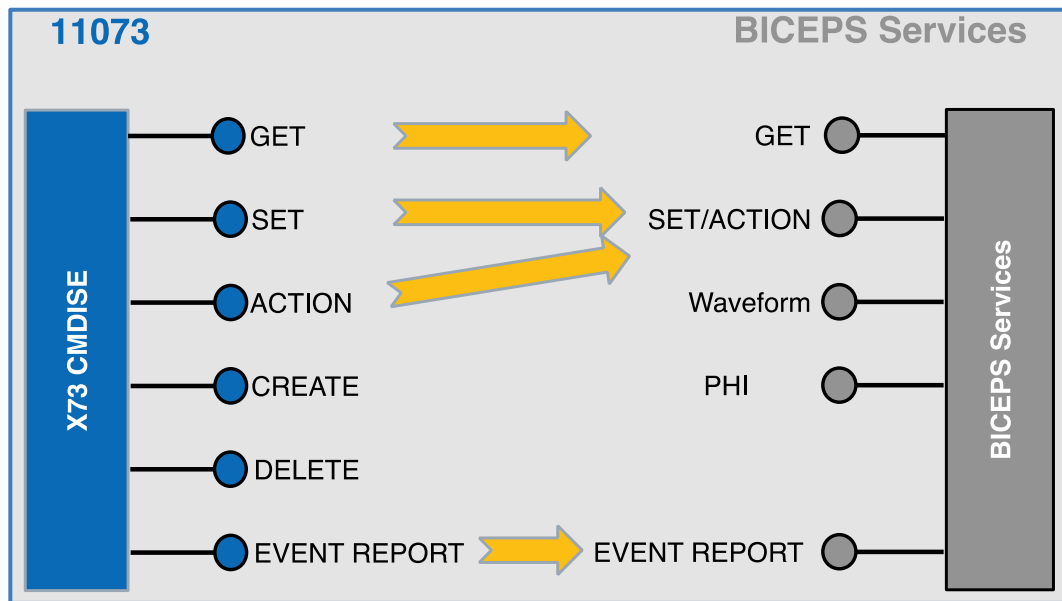 11073
BICEPS Services
X73 CMDISE
GET
SET
ACTION
CREATE
DELETE
EVENT REPORT
GET
SET/ACTION
Waveform
PHI
EVENT REPORT
BICEPS Services